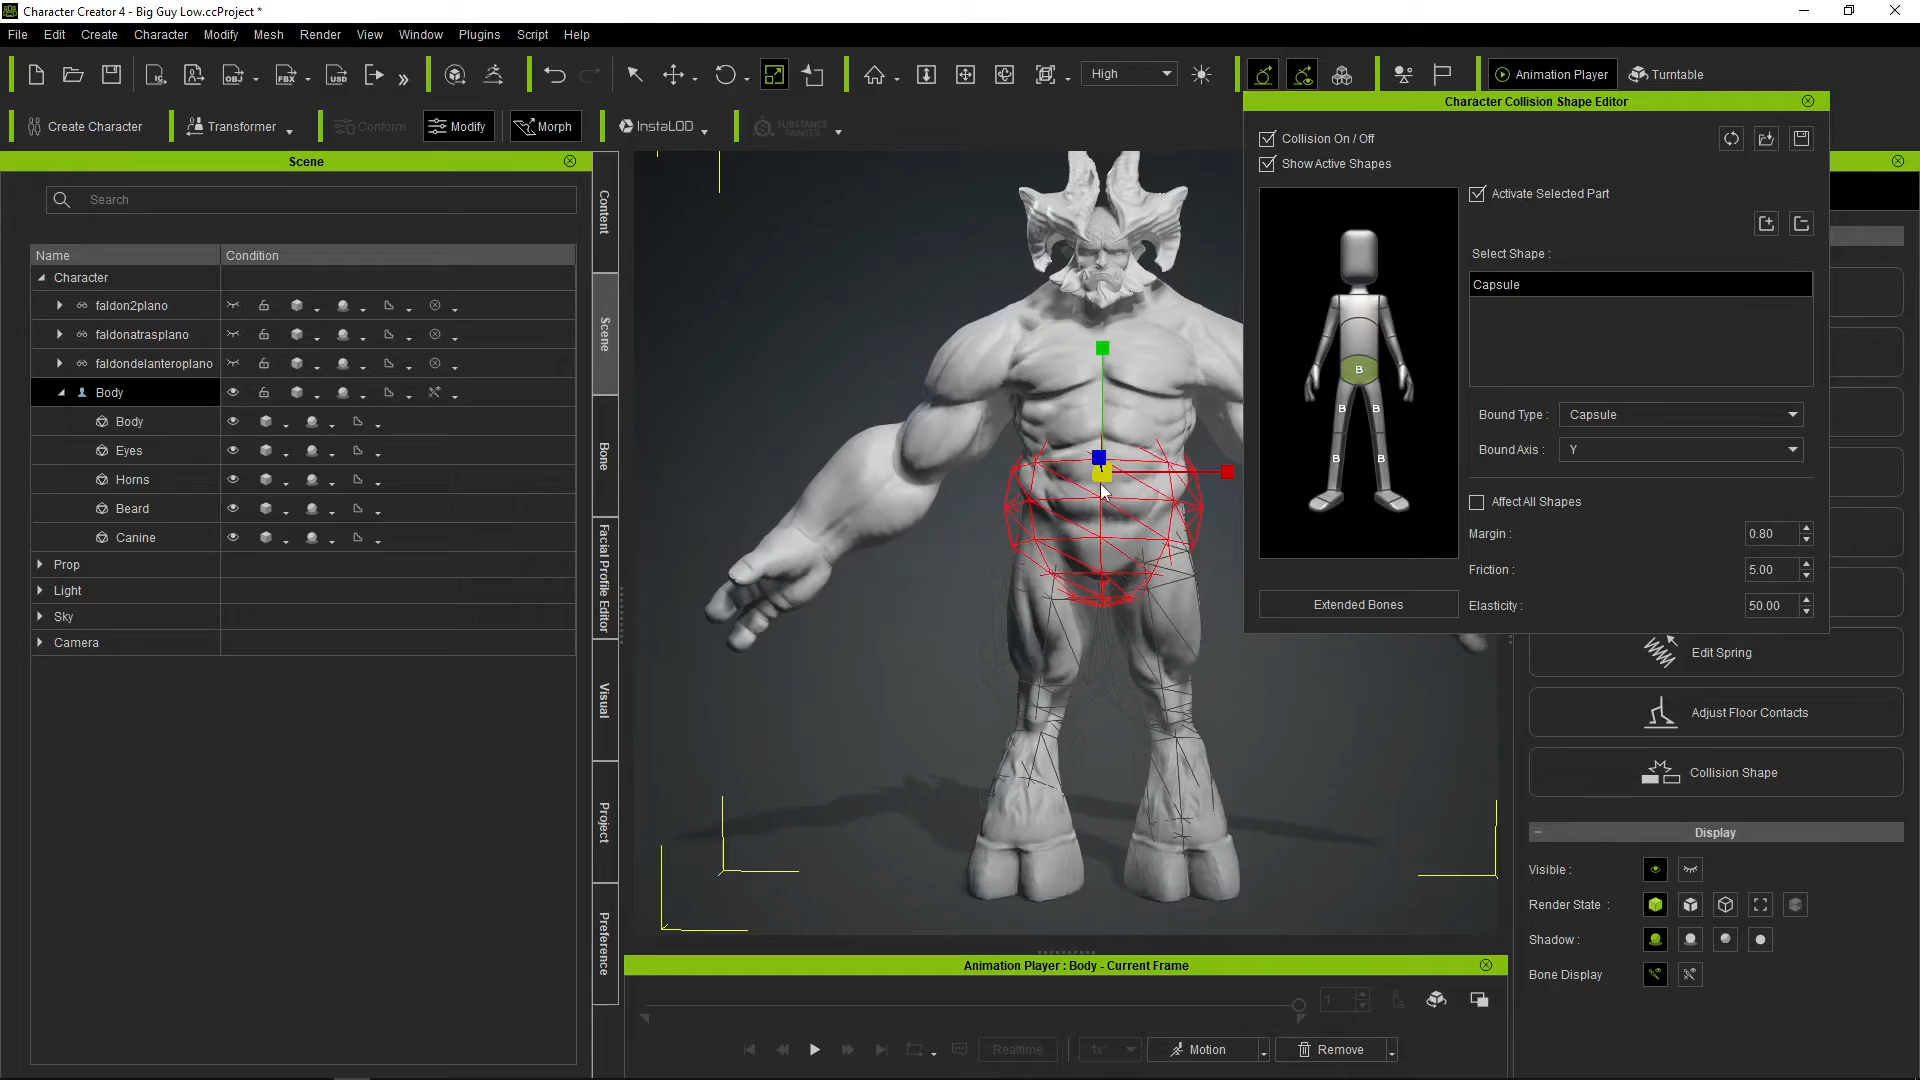 Character Creator 4 - Big Guy Low.ccProject *
File Edit Create Character Modify Mesh Render View Window Plugins Script Help
High
Animation Player
Turntable
Create Character
Transformer
Conform
Modify
Morph
InstaLOD
SUBSTANCE PAINTER
Scene
Search
Name Condition
Character
faldon2plano
faldonatrasplano
faldondelanteroplano
Body
Body
Eyes
Horns
Beard
Canine
Prop
Light
Sky
Camera
Content
Scene
Bone
Facial Profile Editor
Visual
Project
Preference
Character Collision Shape Editor
Collision On / Off
Show Active Shapes
Activate Selected Part
Select Shape :
Capsule
Bound Type : Capsule
Bound Axis : Y
Affect All Shapes
Margin : 0.80
Friction : 5.00
Elasticity : 50.00
B
B B
B B
Extended Bones
Edit Spring
Adjust Floor Contacts
Collision Shape
Display
Visible :
Render State :
Shadow :
Bone Display
Animation Player : Body - Current Frame
1
Realtime
1x
Motion
Remove